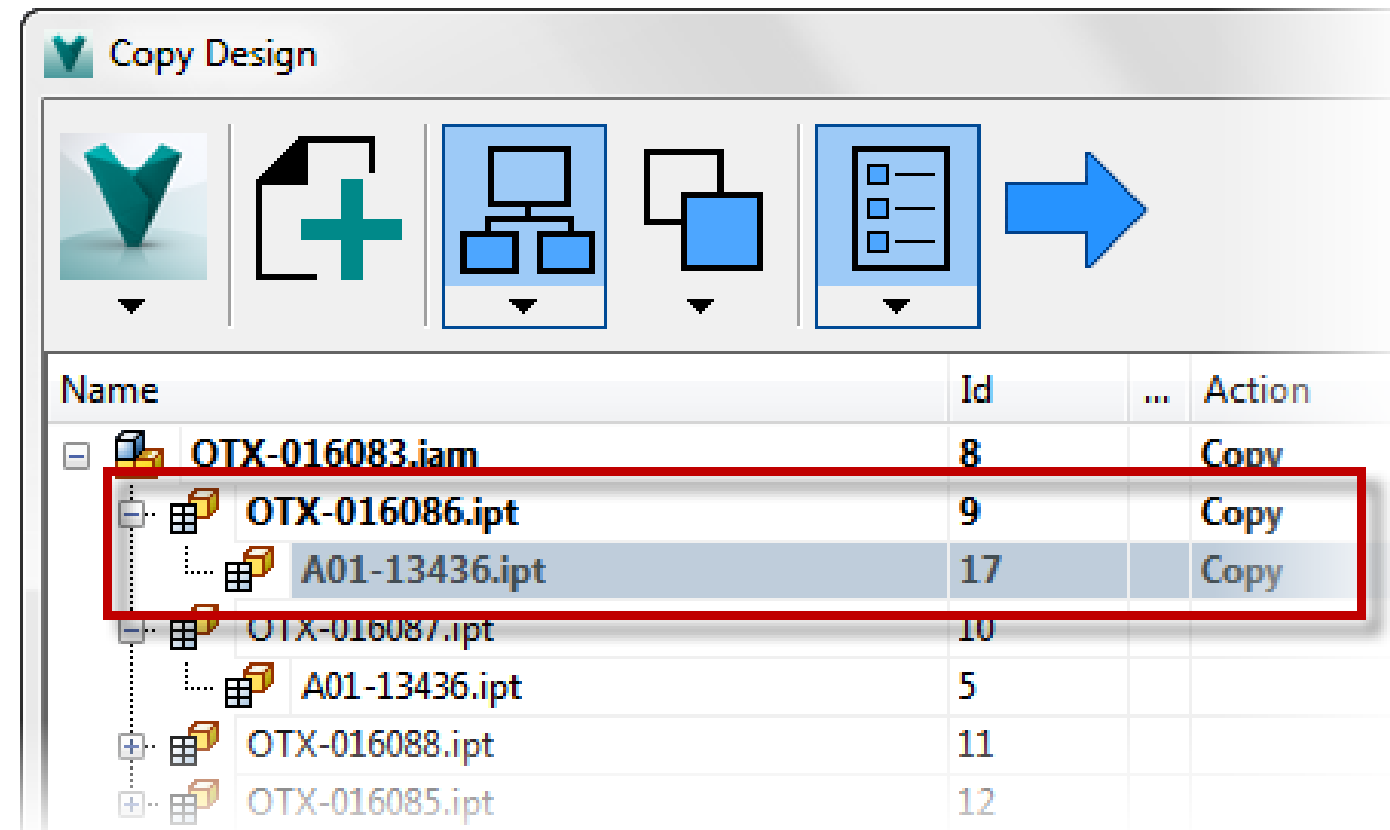 Copy Design
Name Id ... Action
OTX-016083.iam 8 Copy
OTX-016086.ipt 9 Copy
A01-13436.ipt 17 Copy
OTX-016087.ipt 10
A01-13436.ipt 5
OTX-016088.ipt 11
OTX-016085.ipt 12